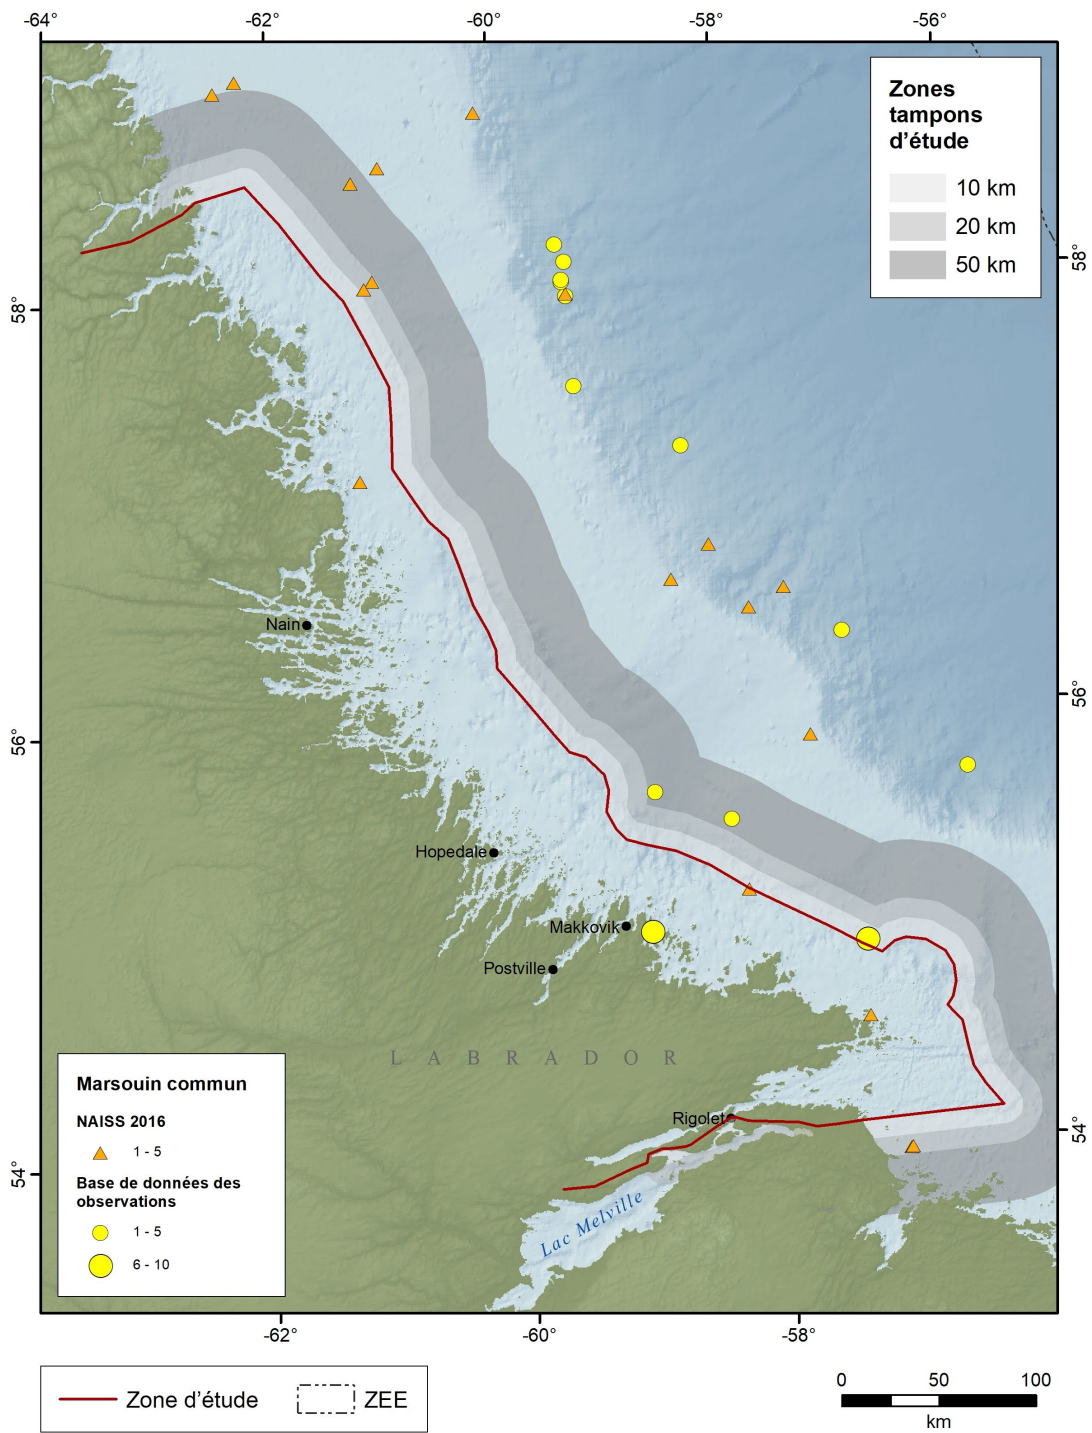 -64°
-62°
-60°
-58°
-56°
Zones
tampons
d'étude
10 km
20 km
50 km
58°
58°
Nain
56°
56°
Hopedale
Makkovik
Postville
LABRADOR
Rigolet
Lac Melville
54°
54°
Marsouin commun
NAISS 2016
1 - 5
Base de données des
observations
1 - 5
6 - 10
-62°
-60°
-58°
Zone d'étude
ZEE
0 50 100
km